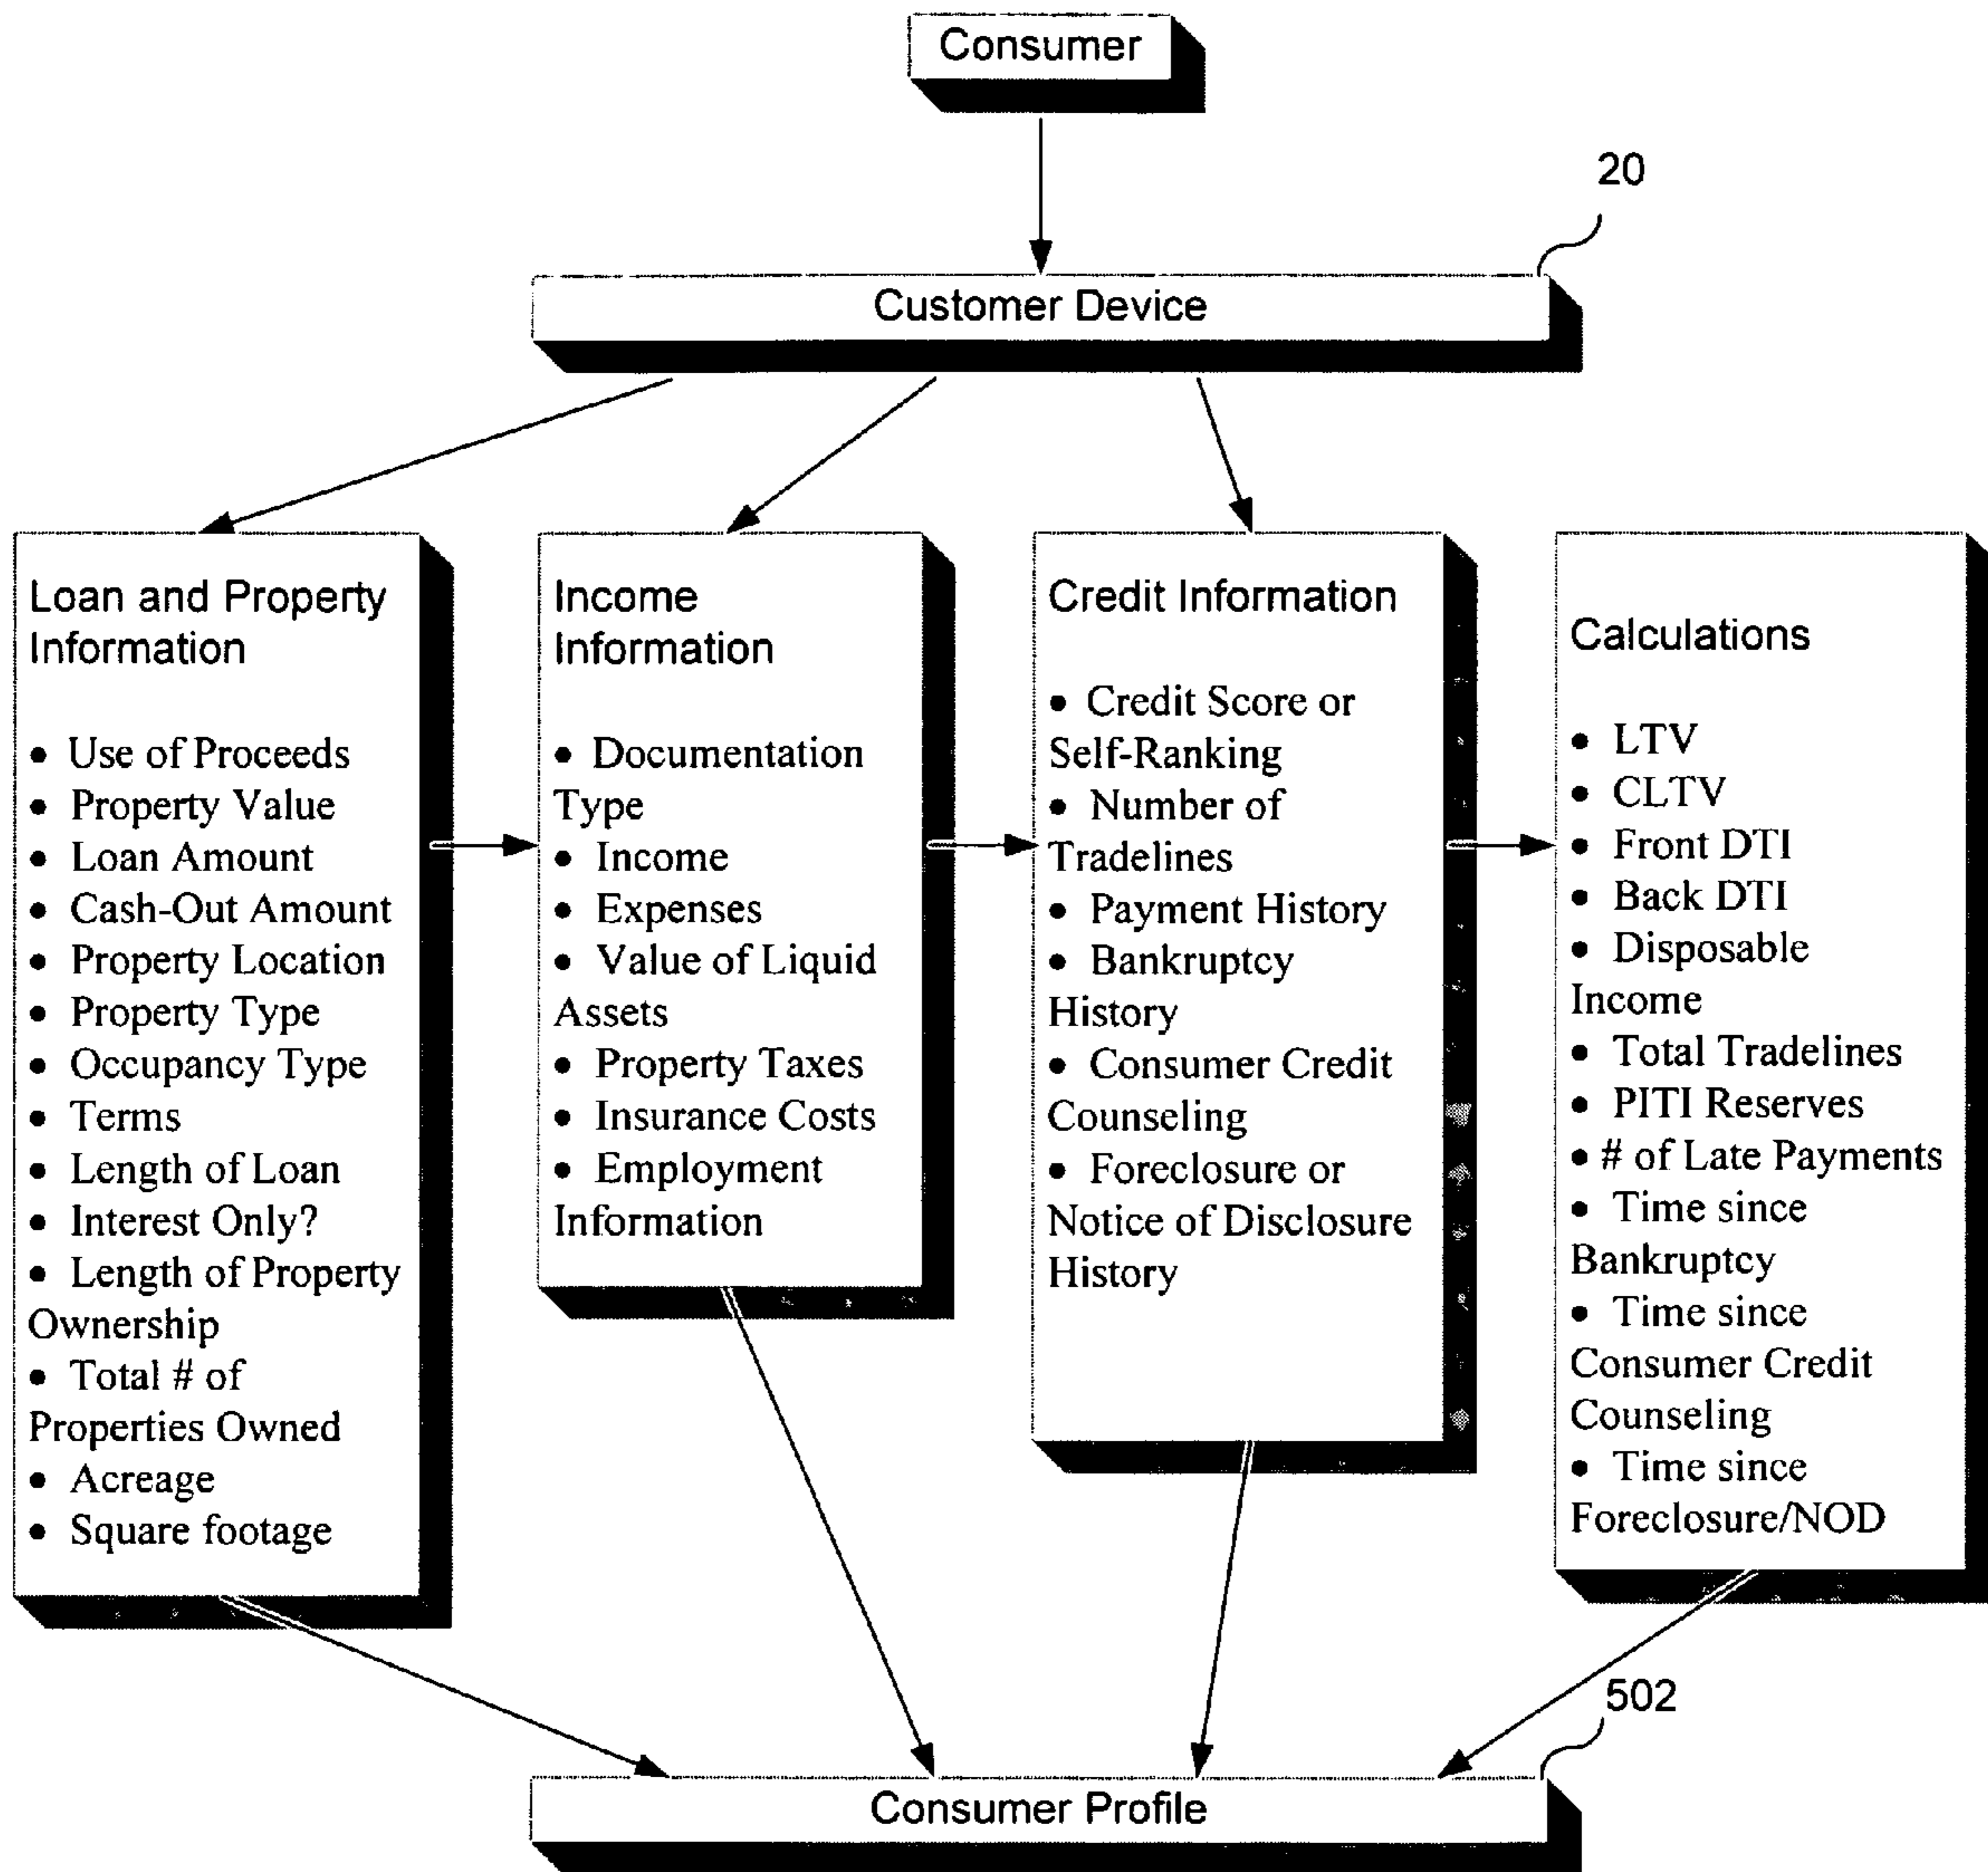 Consumer
20
Customer Device
Loan and Property
Information
• Use of Proceeds
• Property Value
• Loan Amount
• Cash-Out Amount
• Property Location
• Property Type
• Occupancy Type
• Terms
• Length of Loan
• Interest Only?
• Length of Property
Ownership
• Total # of
Properties Owned
• Acreage
• Square footage
Income
Information
• Documentation
Type
• Income
• Expenses
• Value of Liquid
Assets
• Property Taxes
• Insurance Costs
• Employment
Information
Credit Information
• Credit Score or
Self-Ranking
• Number of
Tradelines
• Payment History
• Bankruptcy
History
• Consumer Credit
Counseling
• Foreclosure or
Notice of Disclosure
History
Calculations
• LTV
• CLTV
• Front DTI
• Back DTI
• Disposable
Income
• Total Tradelines
• PITI Reserves
• # of Late Payments
• Time since
Bankruptcy
• Time since
Consumer Credit
Counseling
• Time since
Foreclosure/NOD
502
Consumer Profile